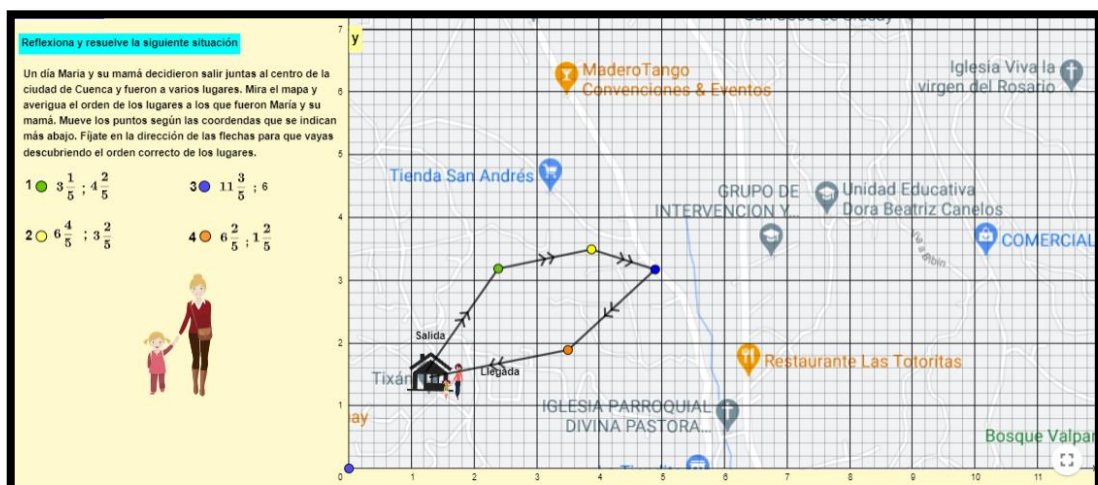 Reflexiona y resuelve la siguiente situación
Un día Maria y su mamá decidieron salir juntas al centro de la
ciudad de Cuenca y fueron a varios lugares. Mira el mapa y
averigua el orden de los lugares a los que fueron María y su
mamá. Mueve los puntos según las coordendas que se indican
más abajo. Fíjate en la dirección de las flechas para que vayas
descubriendo el orden correcto de los lugares.
1 3 1/5 ; 4 2/5
3 11 3/5 ; 6
2 6 4/5 ; 3 2/5
4 6 2/5 ; 1 2/5
y
7
6
5
4
3
2
1
0
1 2 3 4 5 6 7 8 9 10 11
MaderoTango
Convenciones & Eventos
Iglesia Viva la
virgen del Rosario
Tienda San Andrés
GRUPO DE
INTERVENCION Y...
Unidad Educativa
Dora Beatriz Canelos
COMERCIAL
Salida
Tixán
Llegada
Restaurante Las Totoritas
IGLESIA PARROQUIAL
DIVINA PASTORA...
ay
Bosque Valpar